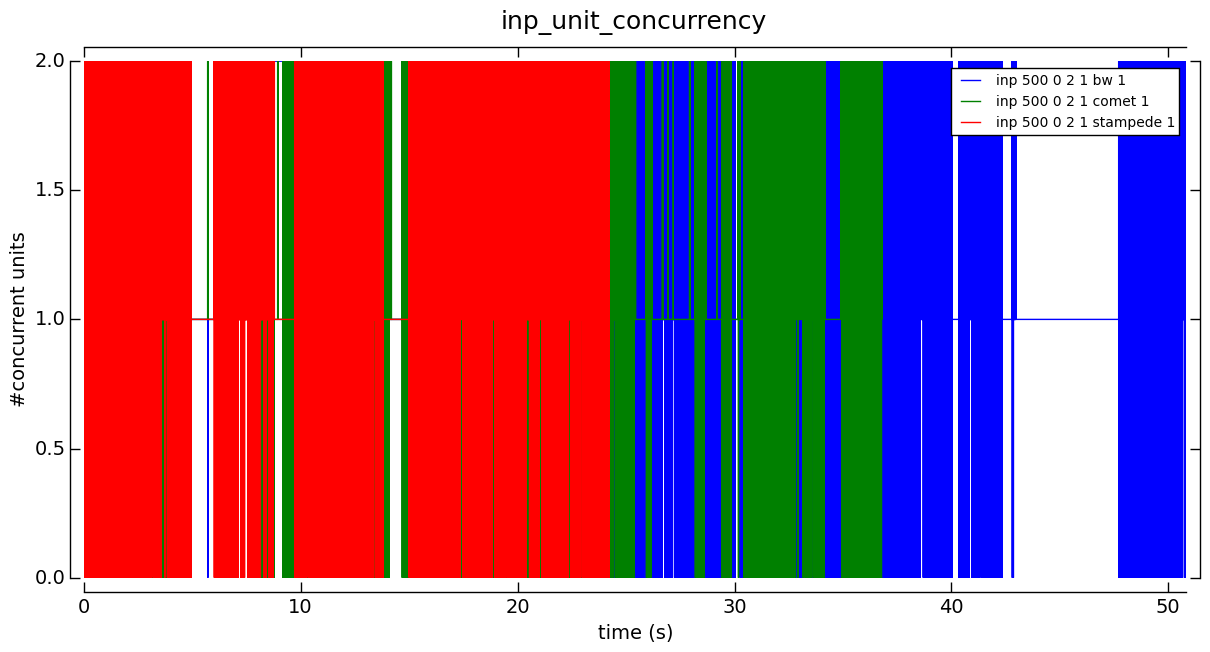 inp_unit_concurrency
2.0
1.5
1.0
0.5
0.0
#concurrent units
inp 500 0 2 1 bw 1
inp 500 0 2 1 comet 1
inp 500 0 2 1 stampede 1
0 10 20 30 40 50
time (s)